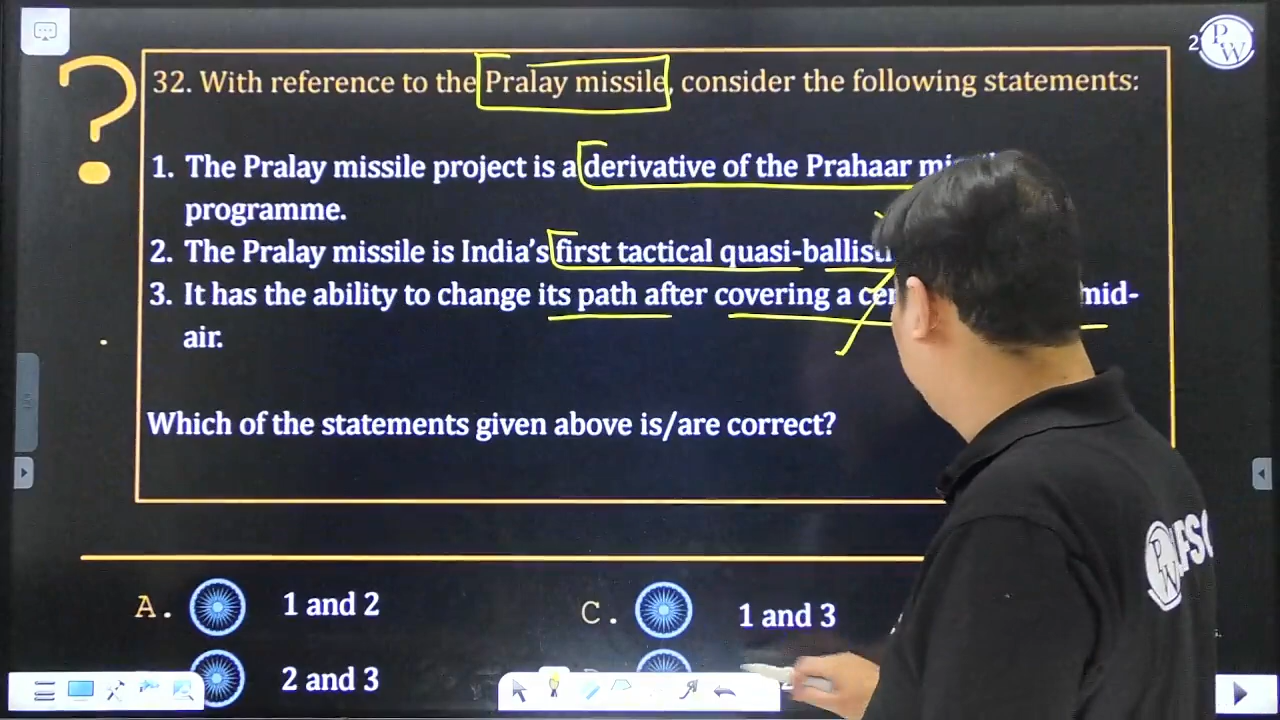 2
PW
32. With reference to the Pralay missile, consider the following statements:
1. The Pralay missile project is a derivative of the Prahaar
programme.
2. The Pralay missile is India's first tactical quasi-
3. It has the ability to change its path after covering a mid-
air.
Which of the statements given above is/are correct?
A. 1 and 2
C. 1 and 3
2 and 3
PW